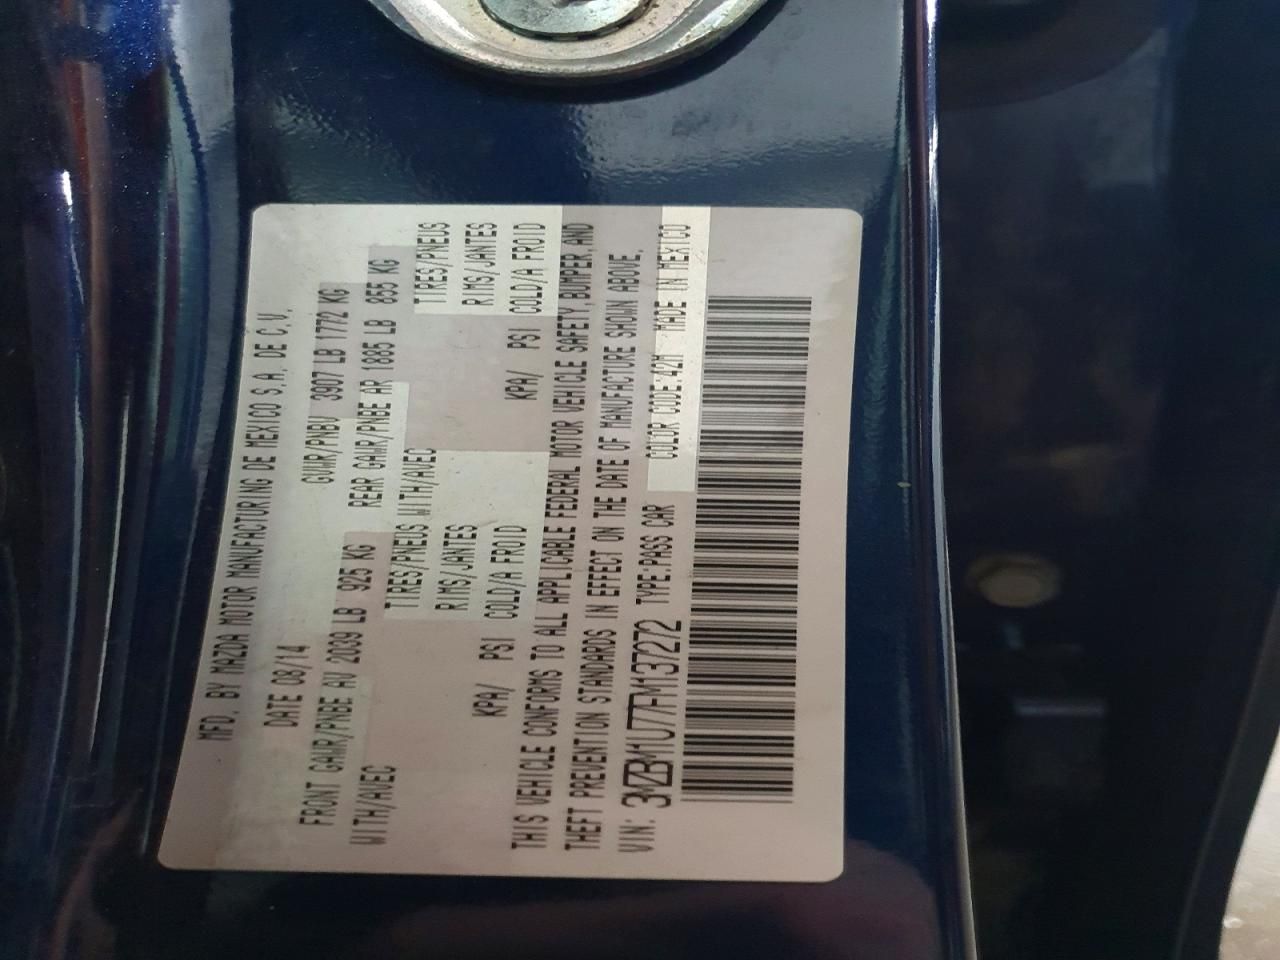 MFD. BY MAZDA MOTOR MANUFACTURING DE MEXICO S.A. DE C.V.
DATE 08/14 GVWR/PNBV 3907 LB 1772 KG
FRONT GAWR/PNBE AV 2039 LB 925 KG REAR GAWR/PNBE RR 1885 LB 855 KG
WITH/AVEC TIRES/PNEUS WITH/AVEC TIRES/PNEUS
RIMS/JANTES RIMS/JANTES
KPA/ PSI COLD/A FROID KPA/ PSI COLD/A FROID
THIS VEHICLE CONFORMS TO ALL APPLICABLE FEDERAL MOTOR VEHICLE SAFETY, BUMPER, AND
THEFT PREVENTION STANDARDS IN EFFECT ON THE DATE OF MANUFACTURE SHOWN ABOVE.
VIN: 3MZBM1U77FM137272 TYPE:PASS CAR COLOR CODE:42M MADE IN MEXICO